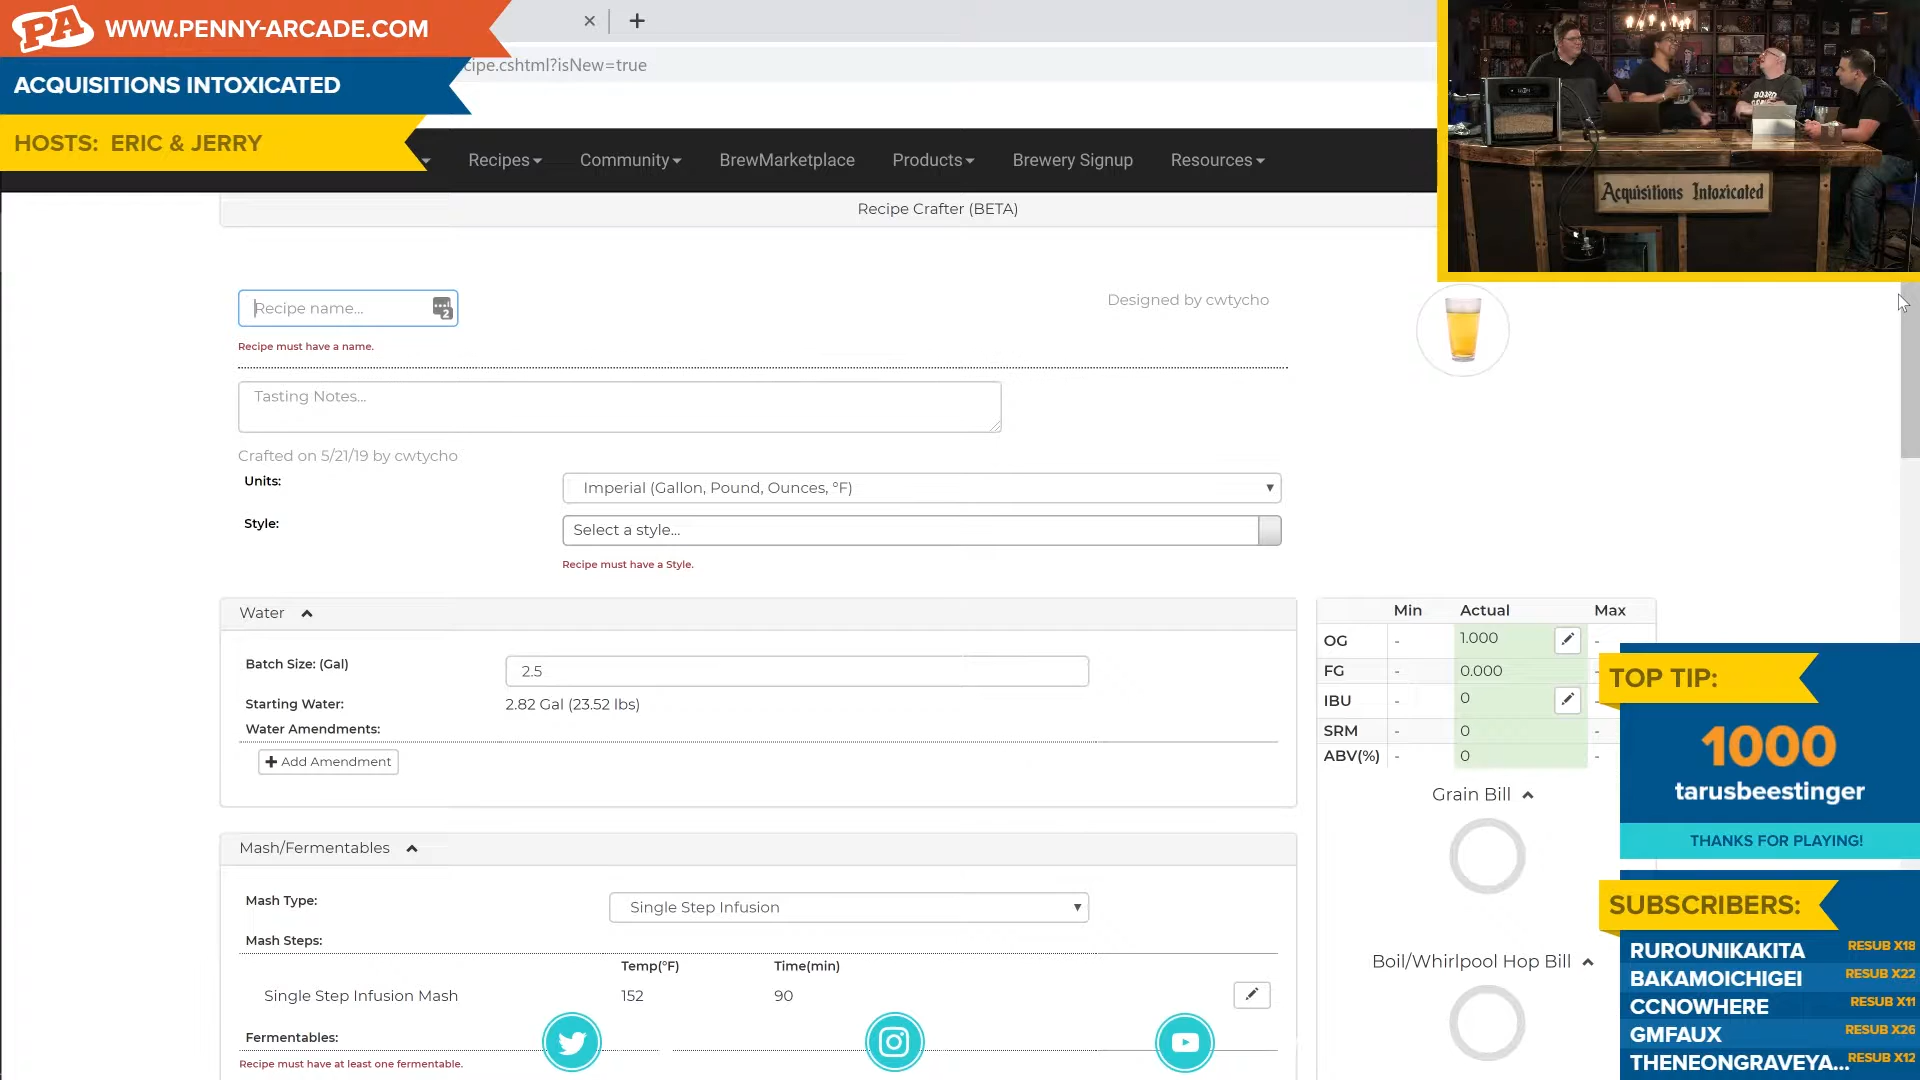 PA WWW.PENNY-ARCADE.COM
ACQUISITIONS INTOXICATED
HOSTS: ERIC & JERRY
cipe.cshtml?isNew=true
Recipes
Community
BrewMarketplace
Products
Brewery Signup
Resources
Acquisitions Intoxicated
Recipe Crafter (BETA)
Recipe name...
2
Designed by cwtycho
Recipe must have a name.
Tasting Notes...
Crafted on 5/21/19 by cwtycho
Units:
Imperial (Gallon, Pound, Ounces, °F)
Style:
Select a style...
Recipe must have a Style.
Water
Batch Size: (Gal)
2.5
Starting Water:
2.82 Gal (23.52 lbs)
Water Amendments:
Add Amendment
Mash/Fermentables
Mash Type:
Single Step Infusion
Mash Steps:
Temp(°F) Time(min)
Single Step Infusion Mash 152 90
Fermentables:
Recipe must have at least one fermentable.
Min Actual Max
OG - 1.000 -
FG - 0.000 -
IBU - 0 -
SRM - 0 -
ABV(%) - 0 -
Grain Bill
Boil/Whirlpool Hop Bill
TOP TIP:
1000
tarusbeestinger
THANKS FOR PLAYING!
SUBSCRIBERS:
RUROUNIKAKITA RESUB X18
BAKAMOICHIGEI RESUB X22
CCNOWHERE RESUB X11
GMFAUX RESUB X26
THENEONGRAVEYA... RESUB X12